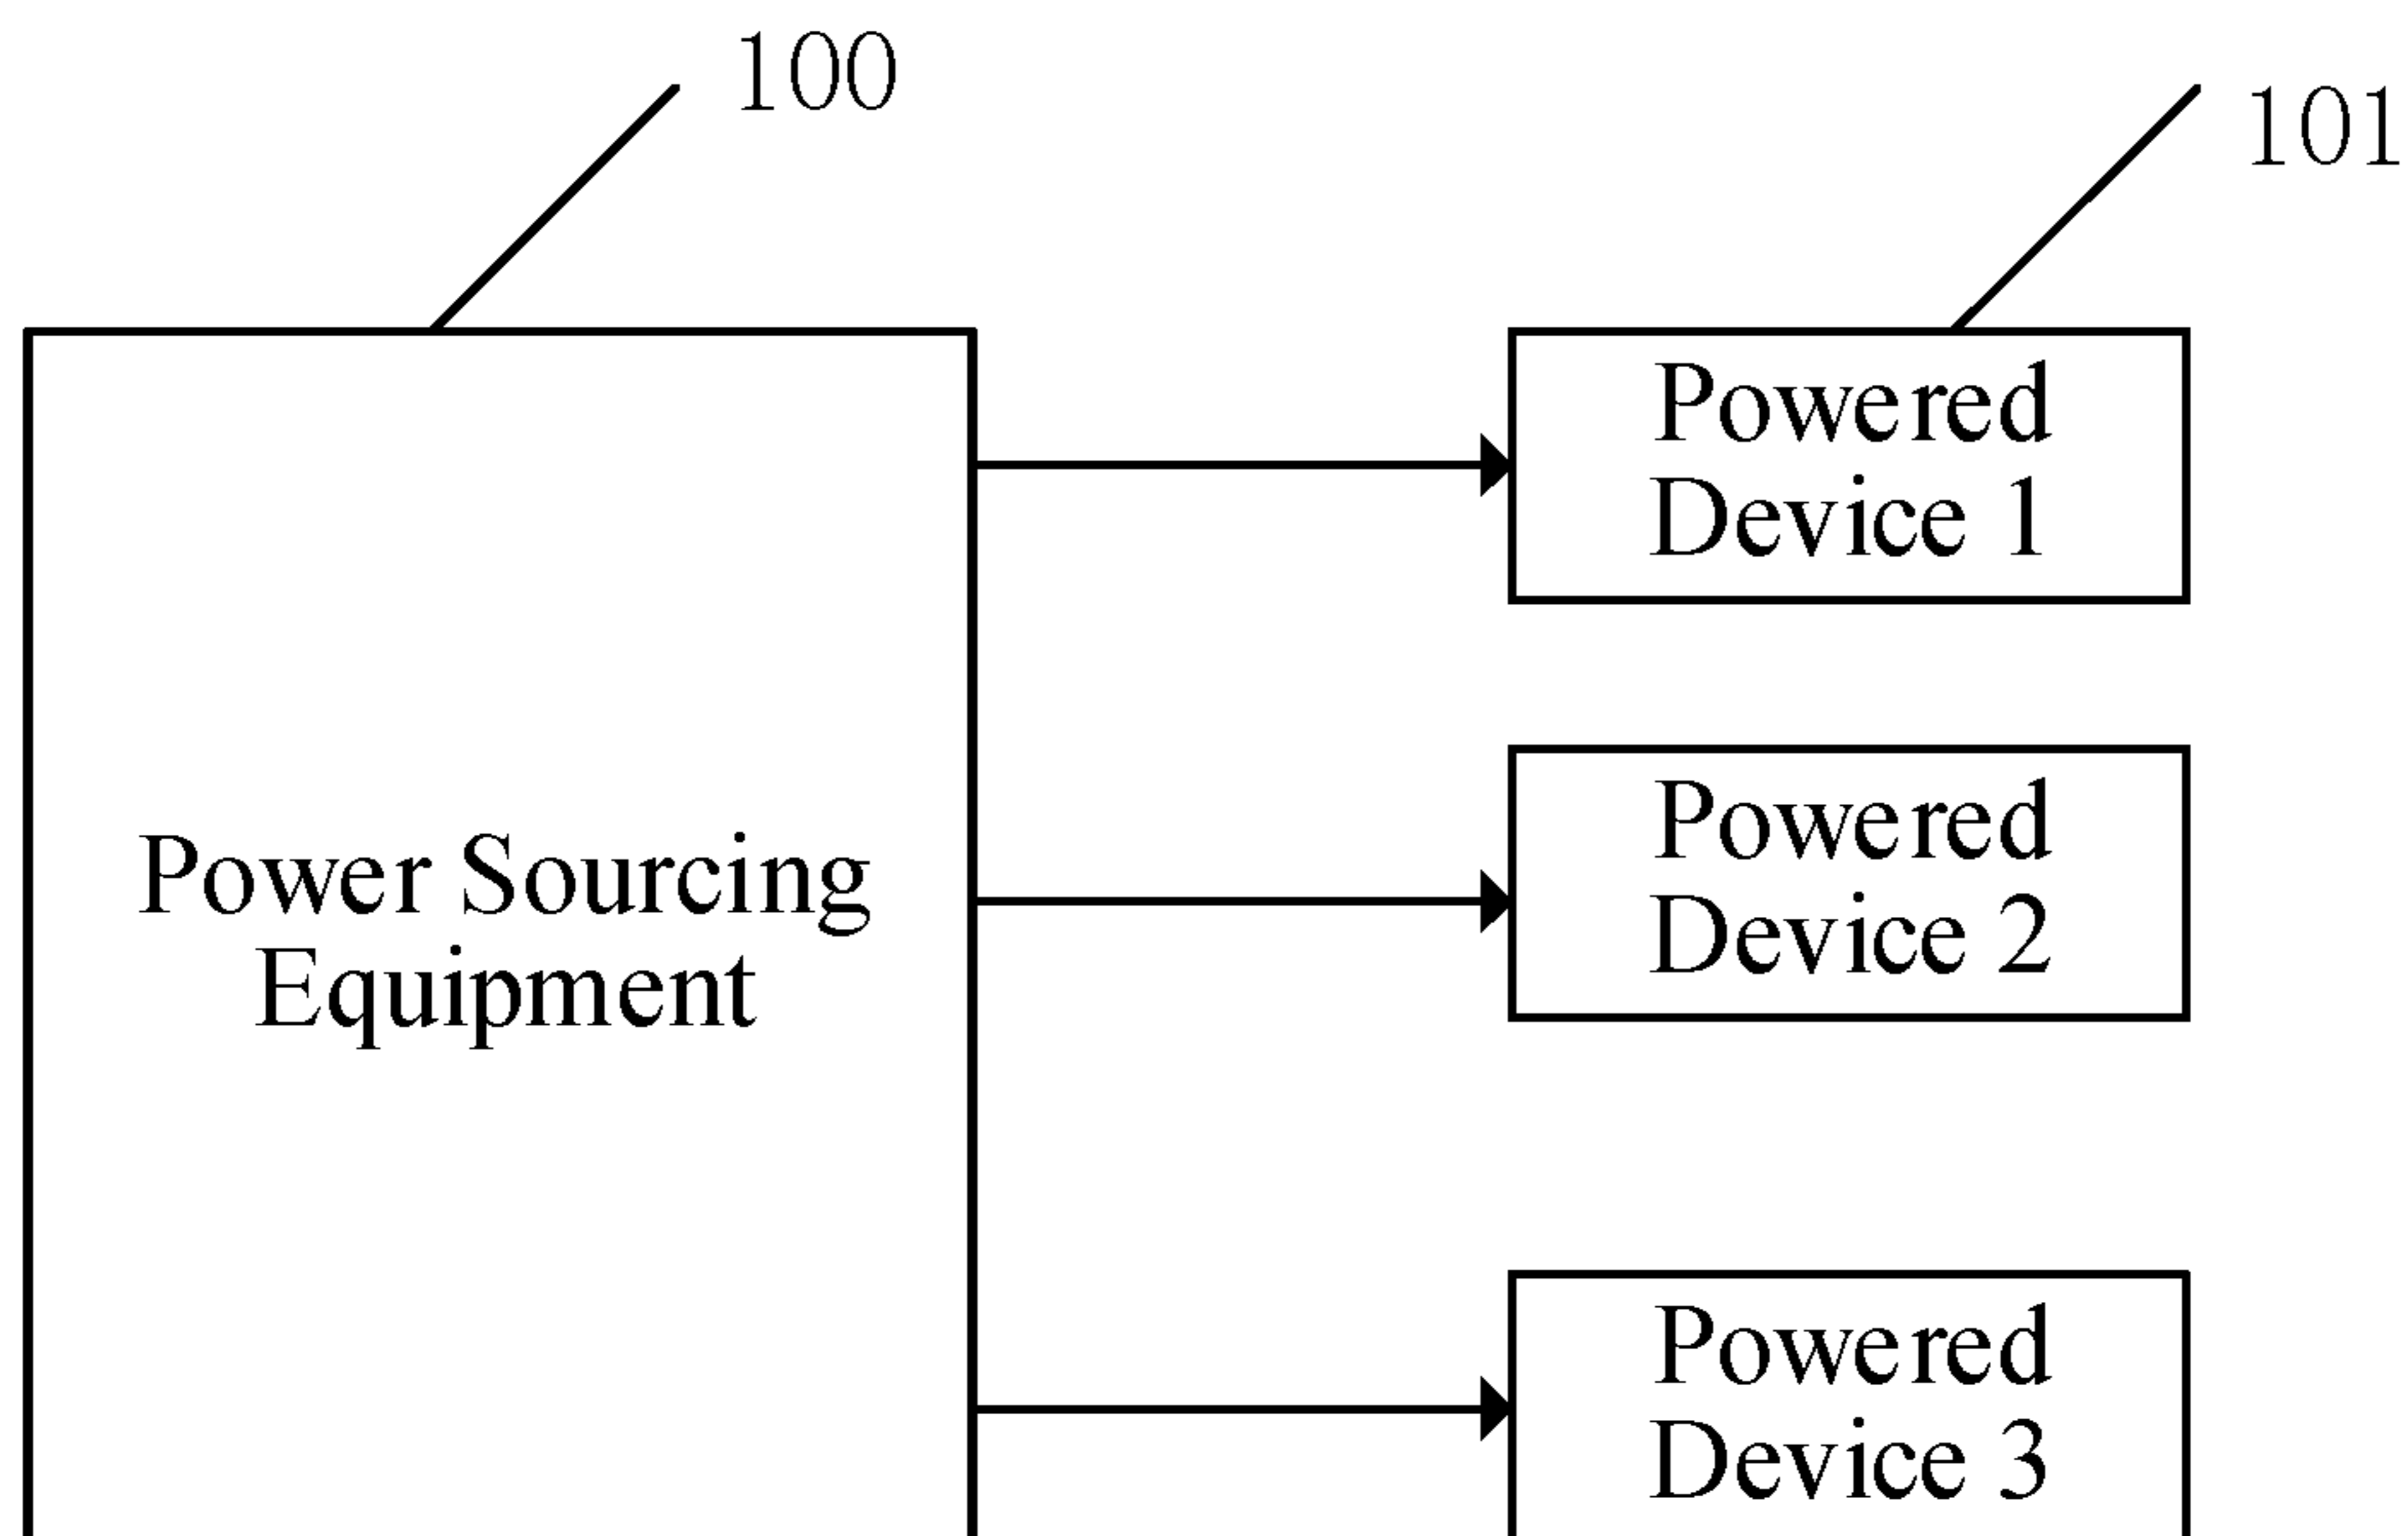 100
101
Powered
Device 1
Power Sourcing
Equipment
Powered
Device 2
Powered
Device 3